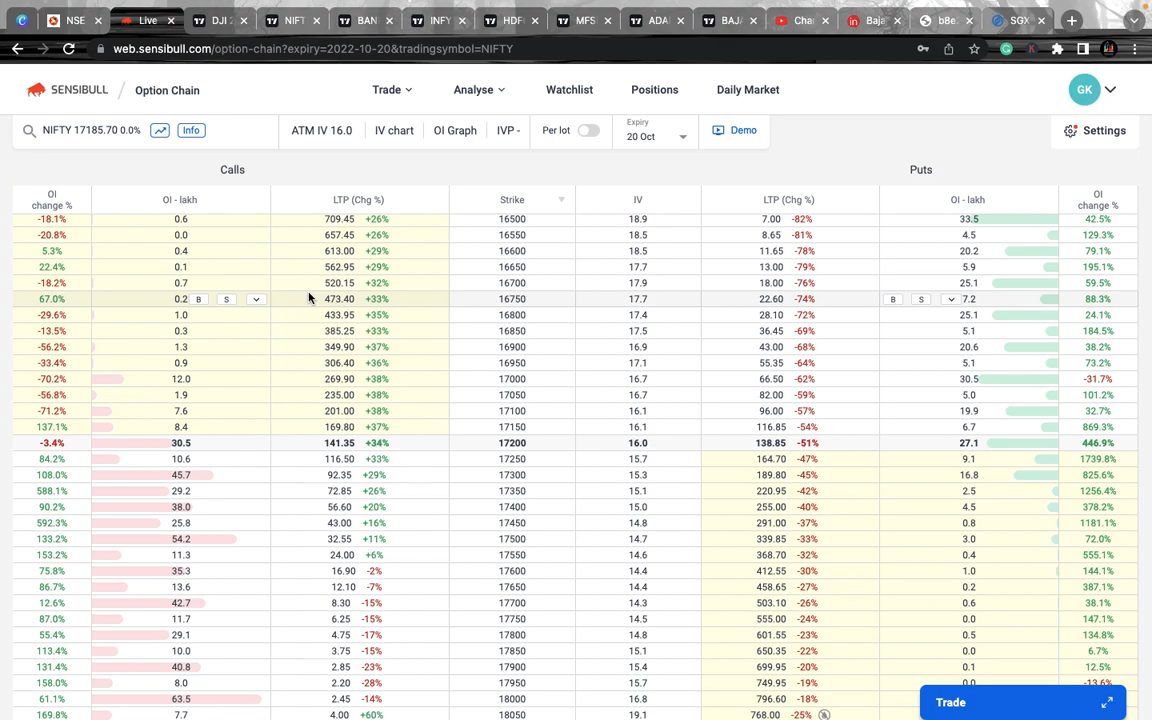 NSE Live DJI 2 NIFT BAN INFY HDF MFS ADA BAJA Cha Baja b8e SGX
web.sensibull.com/option-chain?expiry=2022-10-20&tradingsymbol=NIFTY
SENSIBULL / Option Chain Trade Analyse Watchlist Positions Daily Market GK
NIFTY 17185.70 0.0% Info ATM IV 16.0 IV chart OI Graph IVP - Per lot Expiry 20 Oct Demo Settings
Calls Puts
OI change % OI - lakh LTP (Chg %) Strike IV LTP (Chg %) OI - lakh OI change %
-18.1% 0.6 709.45 +26% 16500 18.9 7.00 -82% 33.5 42.5%
-20.8% 0.0 657.45 +26% 16550 18.5 8.65 -81% 4.5 129.3%
5.3% 0.4 613.00 +29% 16600 18.5 11.65 -78% 20.2 79.1%
22.4% 0.1 562.95 +29% 16650 17.7 13.00 -79% 5.9 195.1%
-18.2% 0.7 520.15 +32% 16700 17.9 18.00 -76% 25.1 59.5%
67.0% 0.2 B S 473.40 +33% 16750 17.7 22.60 -74% B S 7.2 88.3%
-29.6% 1.0 433.95 +35% 16800 17.4 28.10 -72% 25.1 24.1%
-13.5% 0.3 385.25 +33% 16850 17.5 36.45 -69% 5.1 184.5%
-56.2% 1.3 349.90 +37% 16900 16.9 43.00 -68% 20.6 38.2%
-33.4% 0.9 306.40 +36% 16950 17.1 55.35 -64% 5.1 73.2%
-70.2% 12.0 269.90 +38% 17000 16.7 66.50 -62% 30.5 -31.7%
-56.8% 1.9 235.00 +38% 17050 16.7 82.00 -59% 5.0 101.2%
-71.2% 7.6 201.00 +38% 17100 16.1 96.00 -57% 19.9 32.7%
137.1% 8.4 169.80 +37% 17150 16.1 116.85 -54% 6.7 869.3%
-3.4% 30.5 141.35 +34% 17200 16.0 138.85 -51% 27.1 446.9%
84.2% 10.6 116.50 +33% 17250 15.7 164.70 -47% 9.1 1739.8%
108.0% 45.7 92.35 +29% 17300 15.3 189.80 -45% 16.8 825.6%
588.1% 29.2 72.85 +26% 17350 15.1 220.95 -42% 2.5 1256.4%
90.2% 38.0 56.60 +20% 17400 15.0 255.00 -40% 4.5 378.2%
592.3% 25.8 43.00 +16% 17450 14.8 291.00 -37% 0.8 1181.1%
133.2% 54.2 32.55 +11% 17500 14.7 339.85 -33% 3.0 72.0%
153.2% 11.3 24.00 +6% 17550 14.6 368.70 -32% 0.4 555.1%
75.8% 35.3 16.90 -2% 17600 14.4 412.55 -30% 1.0 144.1%
86.7% 13.6 12.10 -7% 17650 14.4 458.65 -27% 0.2 387.1%
12.6% 42.7 8.30 -15% 17700 14.3 503.10 -26% 0.6 38.1%
87.0% 11.7 6.25 -15% 17750 14.5 555.00 -24% 0.0 147.1%
55.4% 29.1 4.75 -17% 17800 14.8 601.55 -23% 0.5 134.8%
113.4% 10.0 3.75 -15% 17850 15.1 650.35 -22% 0.0 6.7%
131.4% 40.8 2.85 -23% 17900 15.4 699.95 -20% 0.1 12.5%
158.0% 8.0 2.20 -28% 17950 15.7 749.95 -19% 0.0 -13.6%
61.1% 63.5 2.45 -14% 18000 16.8 796.60 -18%
169.8% 7.7 4.00 +60% 18050 19.1 768.00 -25%
Trade